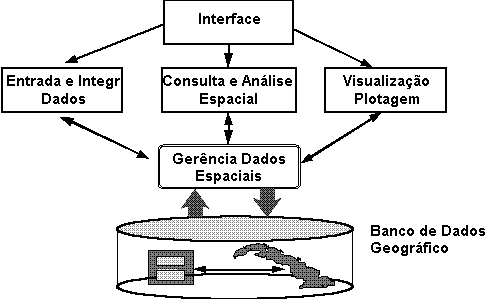 Interface
Entrada e Integr
Dados
Consulta e Análise
Espacial
Visualização
Plotagem
Gerência Dados
Espaciais
Banco de Dados
Geográfico